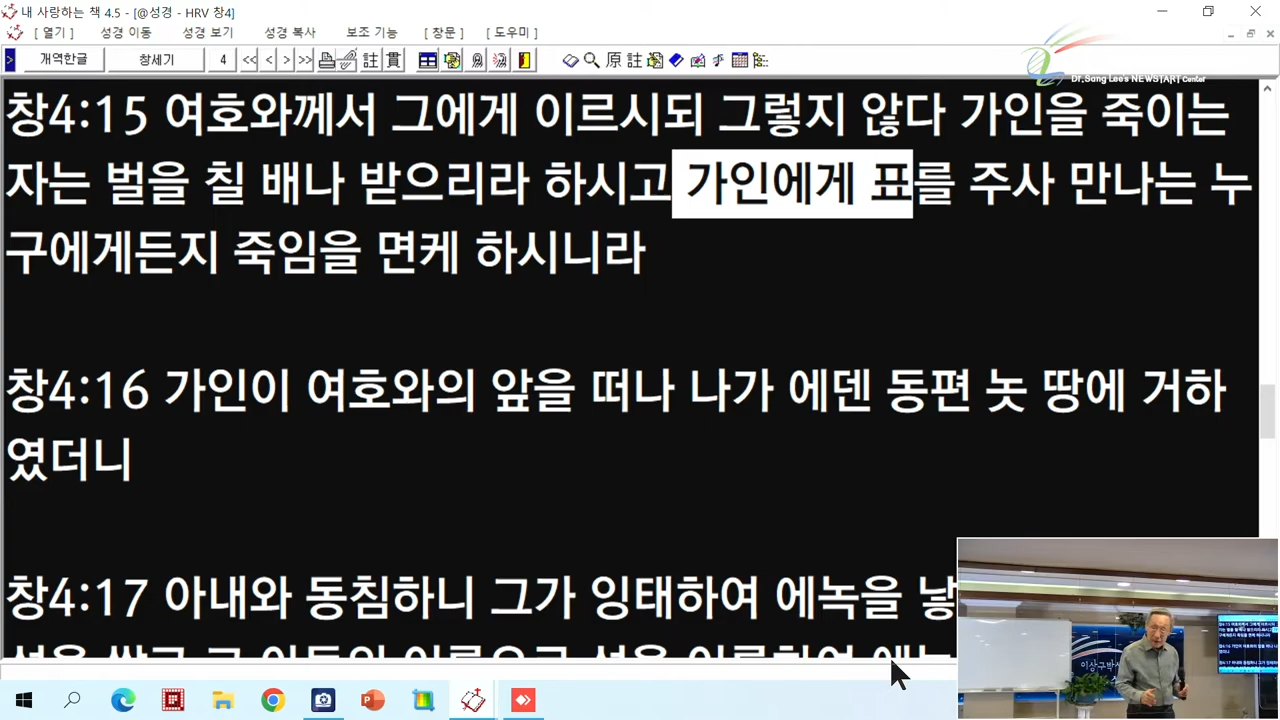 내 사랑하는 책 4.5 - [@성경 - HRV 창4]
[ 열기 ] 성경 이동 성경 보기 성경 복사 보조 기능 [ 창문 ] [ 도우미 ]
개역한글 창세기 4 << < > >> 註 貫 原 註
Dr.Sang Lee's NEWSTART Center
창4:15 여호와께서 그에게 이르시되 그렇지 않다 가인을 죽이는
자는 벌을 칠 배나 받으리라 하시고 가인에게 표를 주사 만나는 누
구에게든지 죽임을 면케 하시니라
창4:16 가인이 여호와의 앞을 떠나 나가 에덴 동편 놋 땅에 거하
였더니
창4:17 아내와 동침하니 그가 잉태하여 에녹을 낳
이상구박사